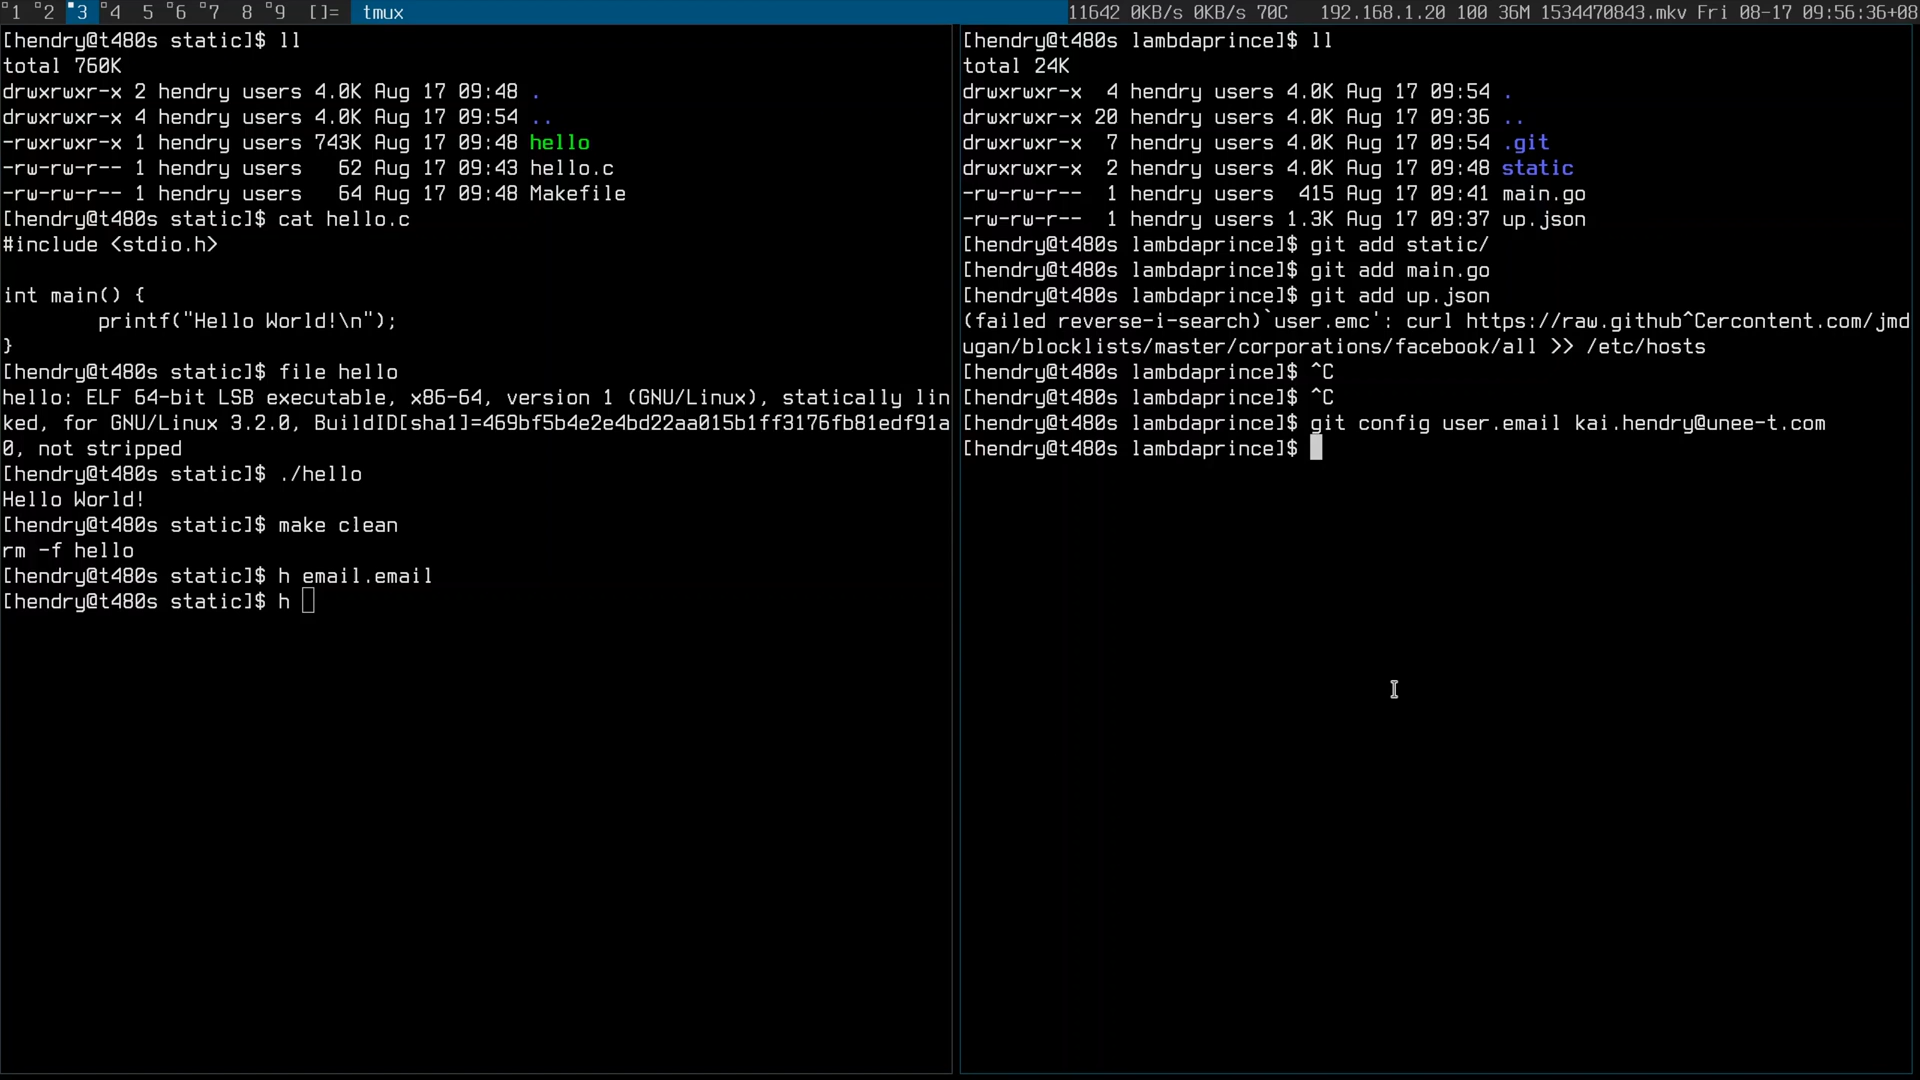 1 2 3 4 5 6 7 8 9 []= tmux 11642 0KB/s 0KB/s 70C 192.168.1.20 100 36M 1534470843.mkv Fri 08-17 09:56:36+08
[hendry@t480s static]$ ll
total 760K
drwxrwxr-x 2 hendry users 4.0K Aug 17 09:48 .
drwxrwxr-x 4 hendry users 4.0K Aug 17 09:54 ..
-rwxrwxr-x 1 hendry users 743K Aug 17 09:48 hello
-rw-rw-r-- 1 hendry users   62 Aug 17 09:43 hello.c
-rw-rw-r-- 1 hendry users   64 Aug 17 09:48 Makefile
[hendry@t480s static]$ cat hello.c
#include <stdio.h>
int main() {
        printf("Hello World!\n");
}
[hendry@t480s static]$ file hello
hello: ELF 64-bit LSB executable, x86-64, version 1 (GNU/Linux), statically lin
ked, for GNU/Linux 3.2.0, BuildID[sha1]=469bf5b4e2e4bd22aa015b1ff3176fb81edf91a
0, not stripped
[hendry@t480s static]$ ./hello
Hello World!
[hendry@t480s static]$ make clean
rm -f hello
[hendry@t480s static]$ h email.email
[hendry@t480s static]$ h
[hendry@t480s lambdaprince]$ ll
total 24K
drwxrwxr-x  4 hendry users 4.0K Aug 17 09:54 .
drwxrwxr-x 20 hendry users 4.0K Aug 17 09:36 ..
drwxrwxr-x  7 hendry users 4.0K Aug 17 09:54 .git
drwxrwxr-x  2 hendry users 4.0K Aug 17 09:48 static
-rw-rw-r--  1 hendry users  415 Aug 17 09:41 main.go
-rw-rw-r--  1 hendry users 1.3K Aug 17 09:37 up.json
[hendry@t480s lambdaprince]$ git add static/
[hendry@t480s lambdaprince]$ git add main.go
[hendry@t480s lambdaprince]$ git add up.json
(failed reverse-i-search)`user.emc': curl https://raw.github^Cercontent.com/jmd
ugan/blocklists/master/corporations/facebook/all >> /etc/hosts
[hendry@t480s lambdaprince]$ ^C
[hendry@t480s lambdaprince]$ ^C
[hendry@t480s lambdaprince]$ git config user.email kai.hendry@unee-t.com
[hendry@t480s lambdaprince]$